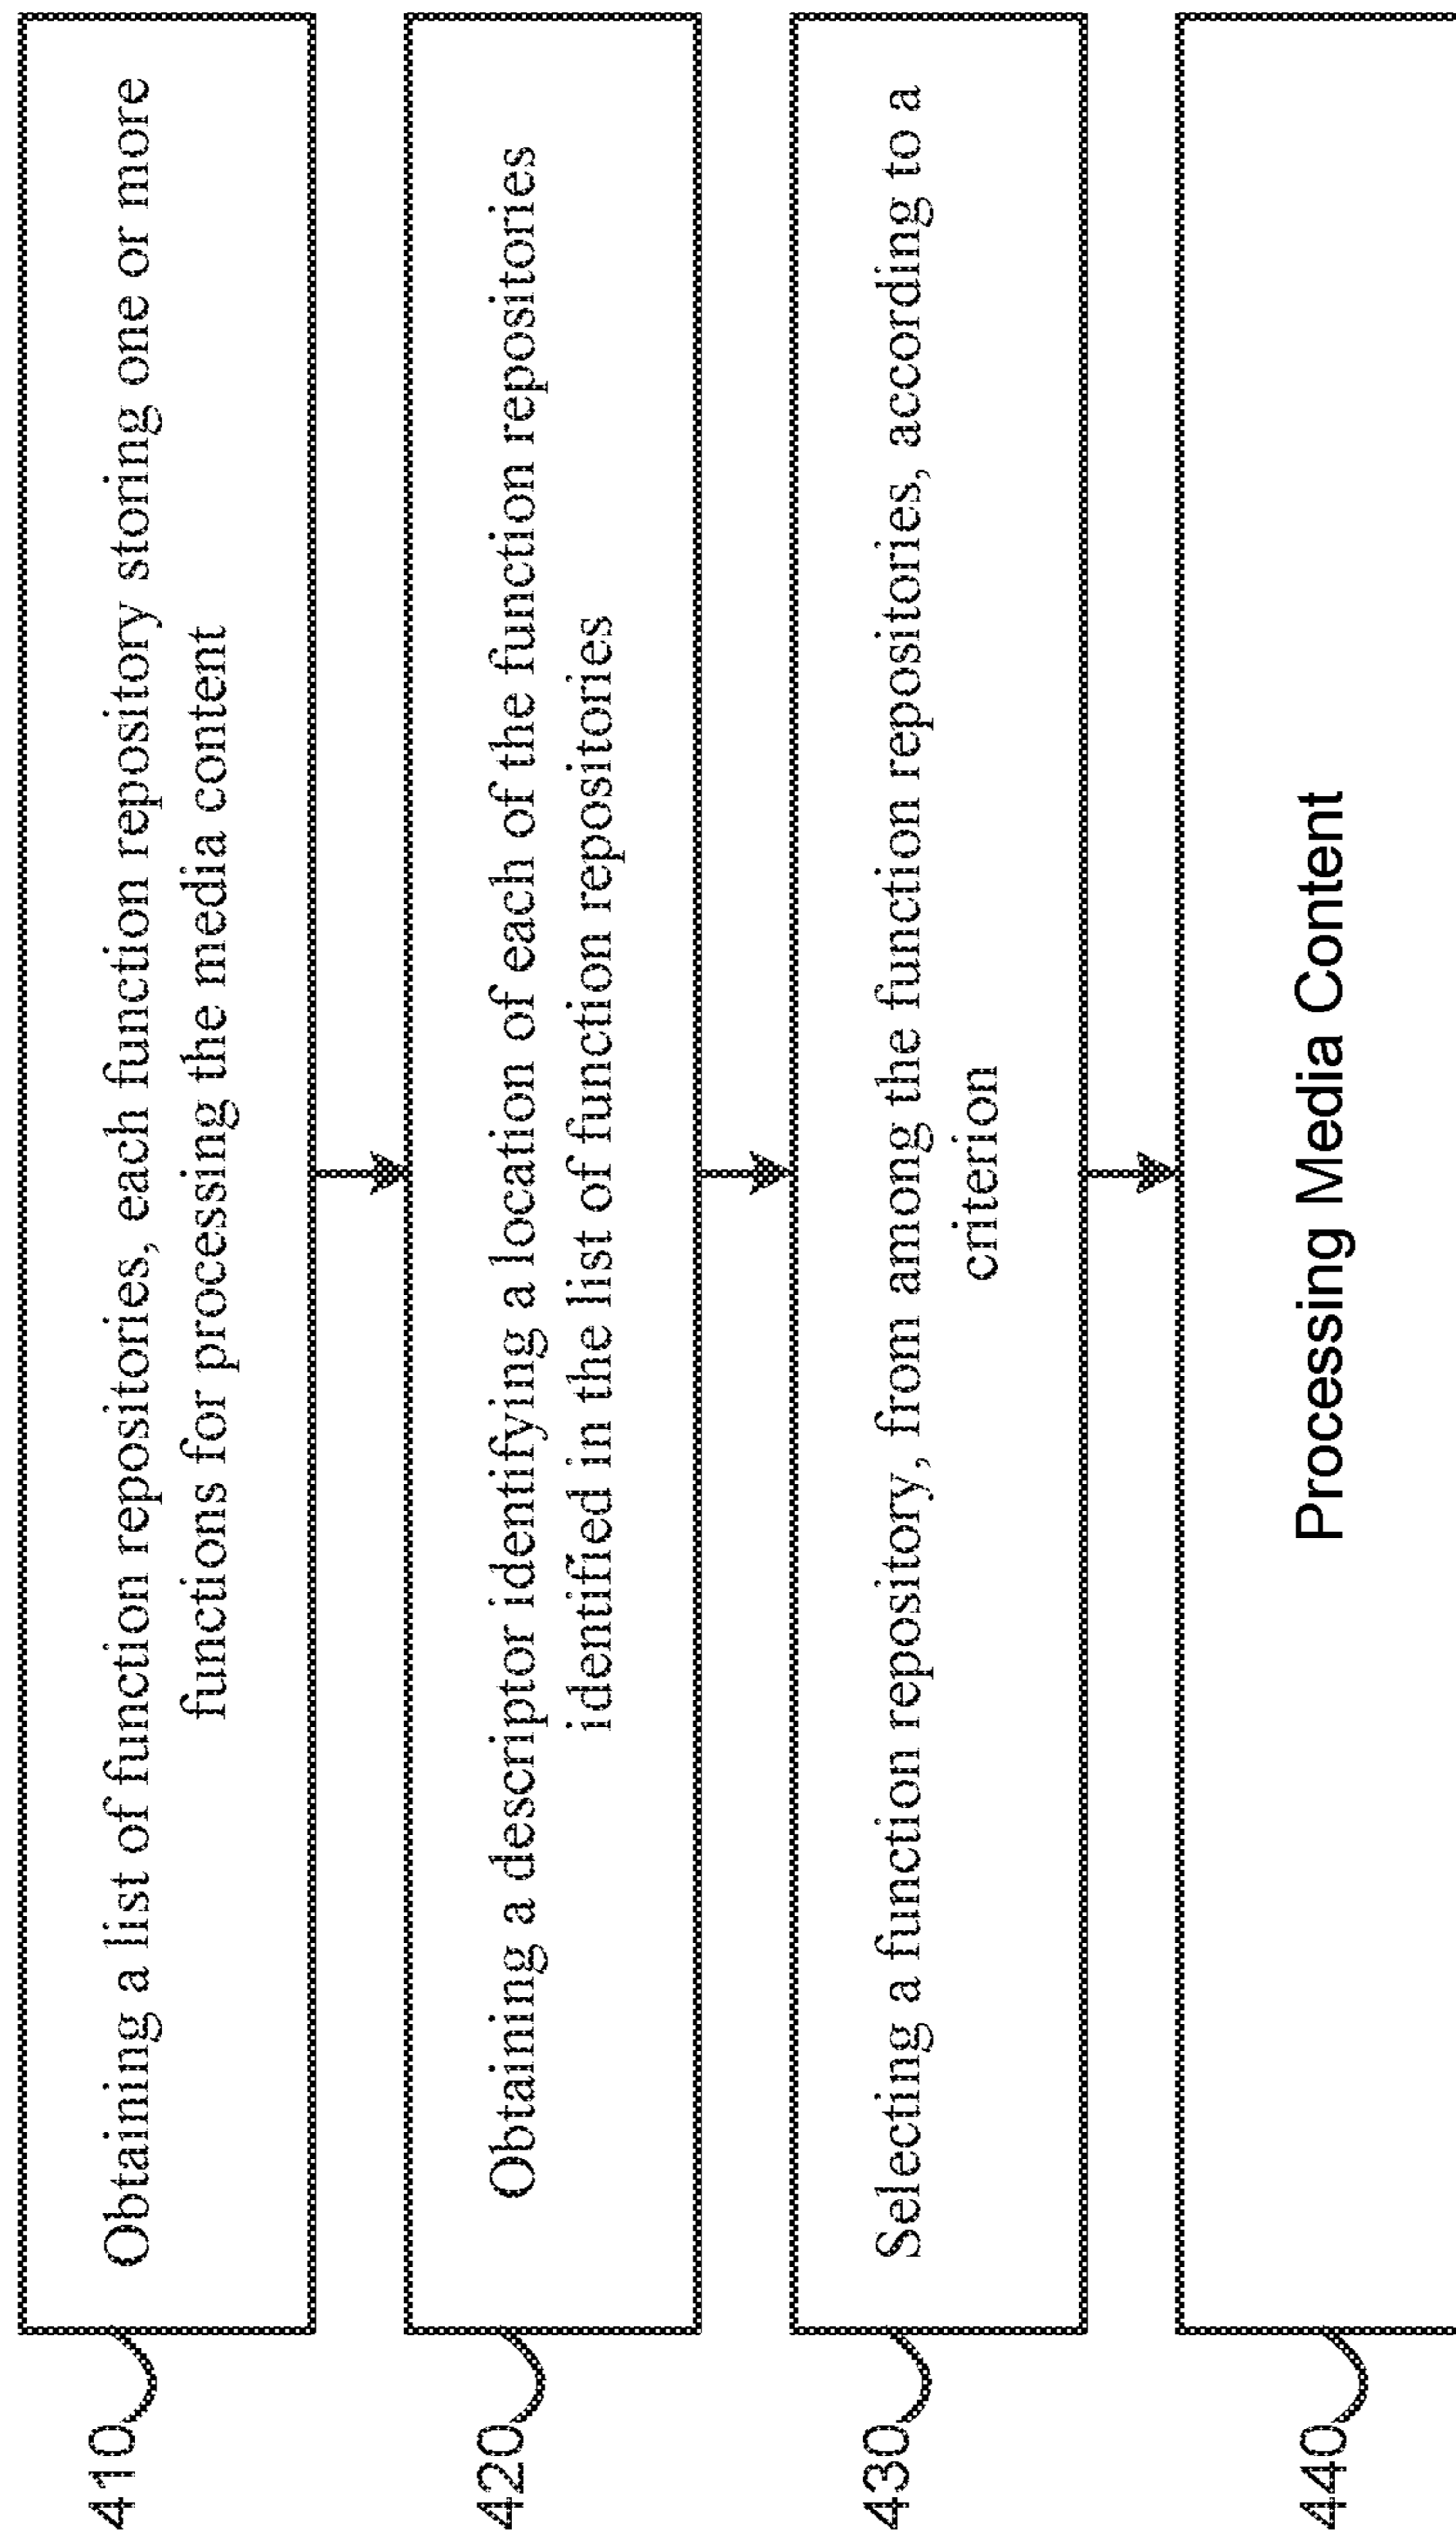 410
Obtaining a list of function repositories, each function repository storing one or more
functions for processing the media content
420
Obtaining a descriptor identifying a location of each of the function repositories
identified in the list of function repositories
430
Selecting a function repository, from among the function repositories, according to a
criterion
440
Processing Media Content